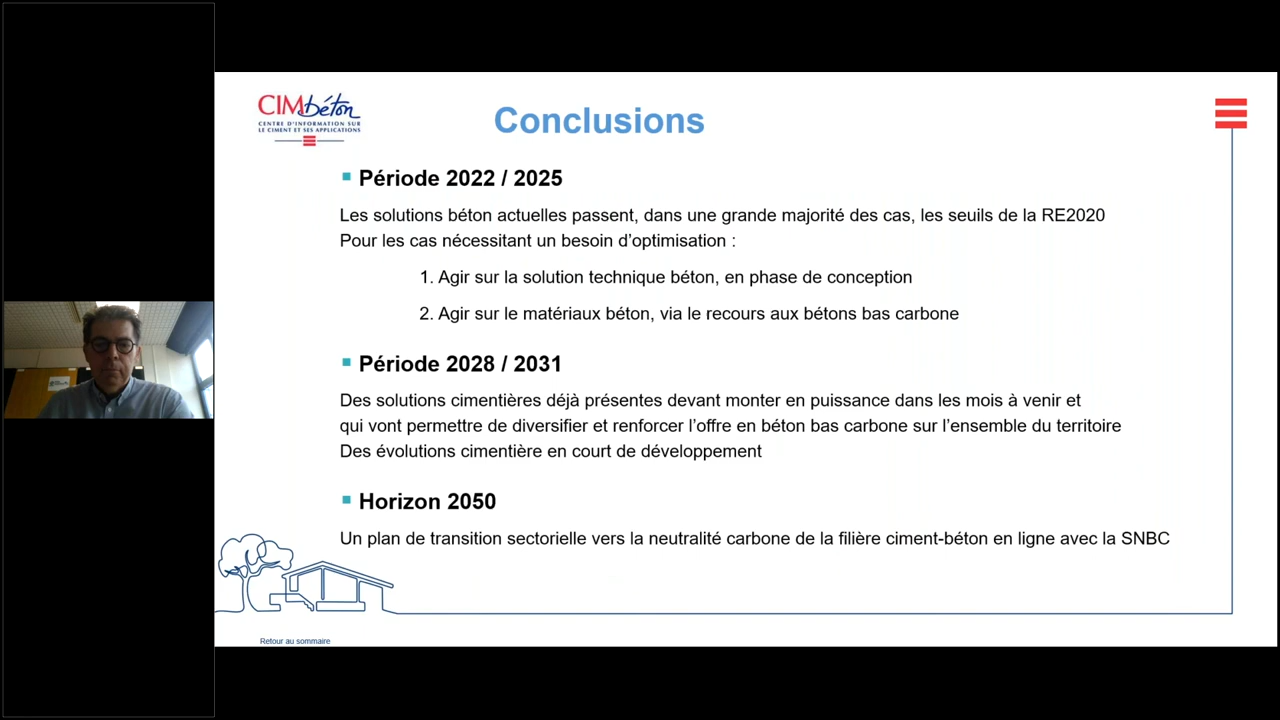 CIMbéton
CENTRE D'INFORMATION SUR
LE CIMENT ET SES APPLICATIONS
Conclusions
Période 2022 / 2025
Les solutions béton actuelles passent, dans une grande majorité des cas, les seuils de la RE2020
Pour les cas nécessitant un besoin d’optimisation :
1. Agir sur la solution technique béton, en phase de conception
2. Agir sur le matériaux béton, via le recours aux bétons bas carbone
Période 2028 / 2031
Des solutions cimentières déjà présentes devant monter en puissance dans les mois à venir et
qui vont permettre de diversifier et renforcer l’offre en béton bas carbone sur l’ensemble du territoire
Des évolutions cimentière en court de développement
Horizon 2050
Un plan de transition sectorielle vers la neutralité carbone de la filière ciment-béton en ligne avec la SNBC
Retour au sommaire